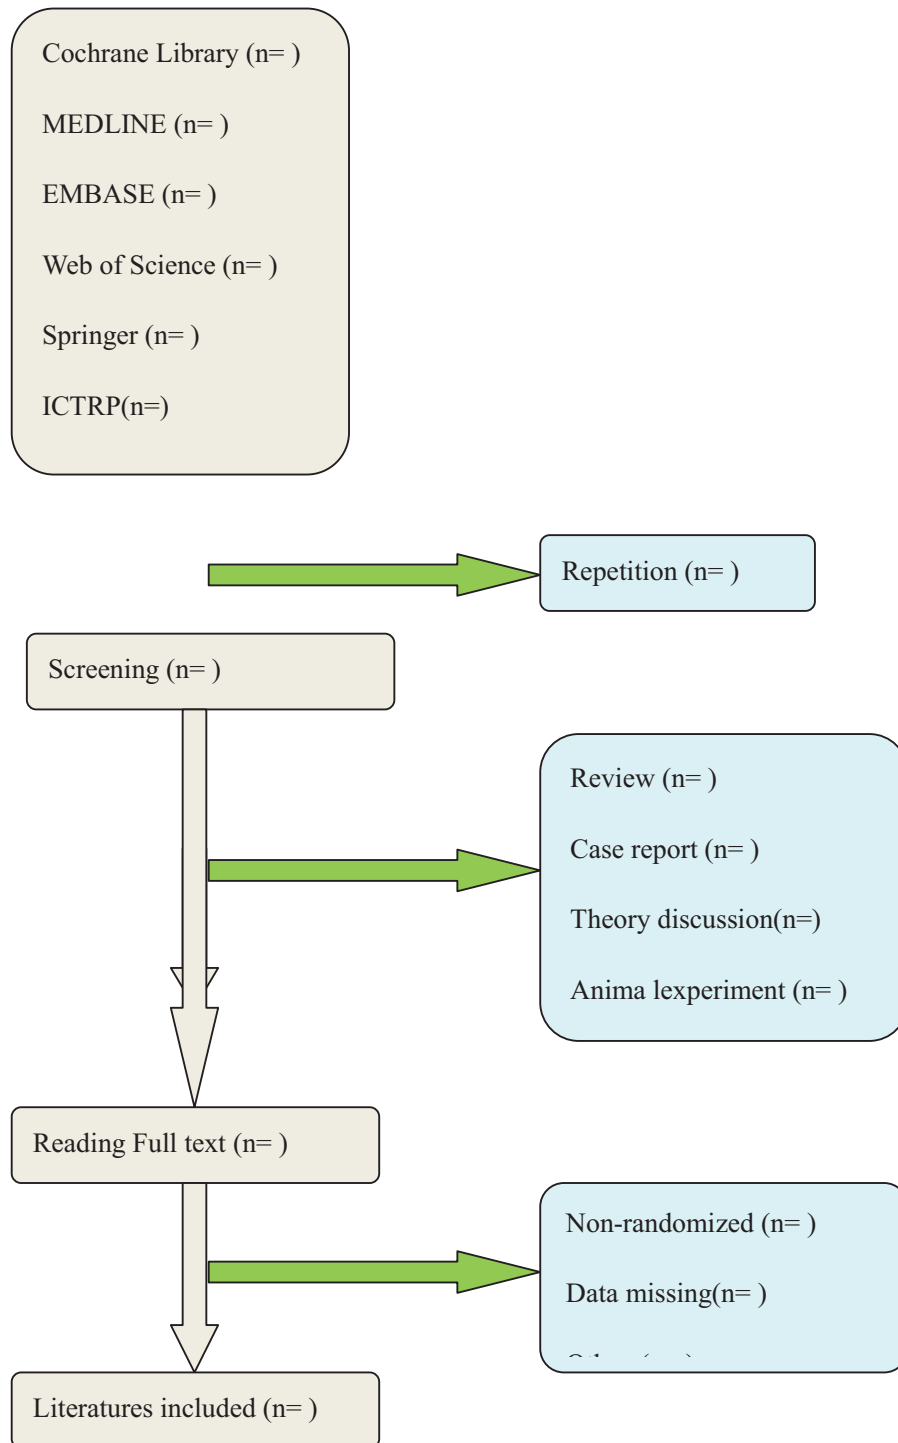 Cochrane Library (n= )
MEDLINE (n= )
EMBASE (n= )
Web of Science (n= )
Springer (n= )
ICTRP(n=)
Repetition (n= )
Screening (n= )
Review (n= )
Case report (n= )
Theory discussion(n=)
Anima lexperiment (n= )
Reading Full text (n= )
Non-randomized (n= )
Data missing(n= )
Literatures included (n= )